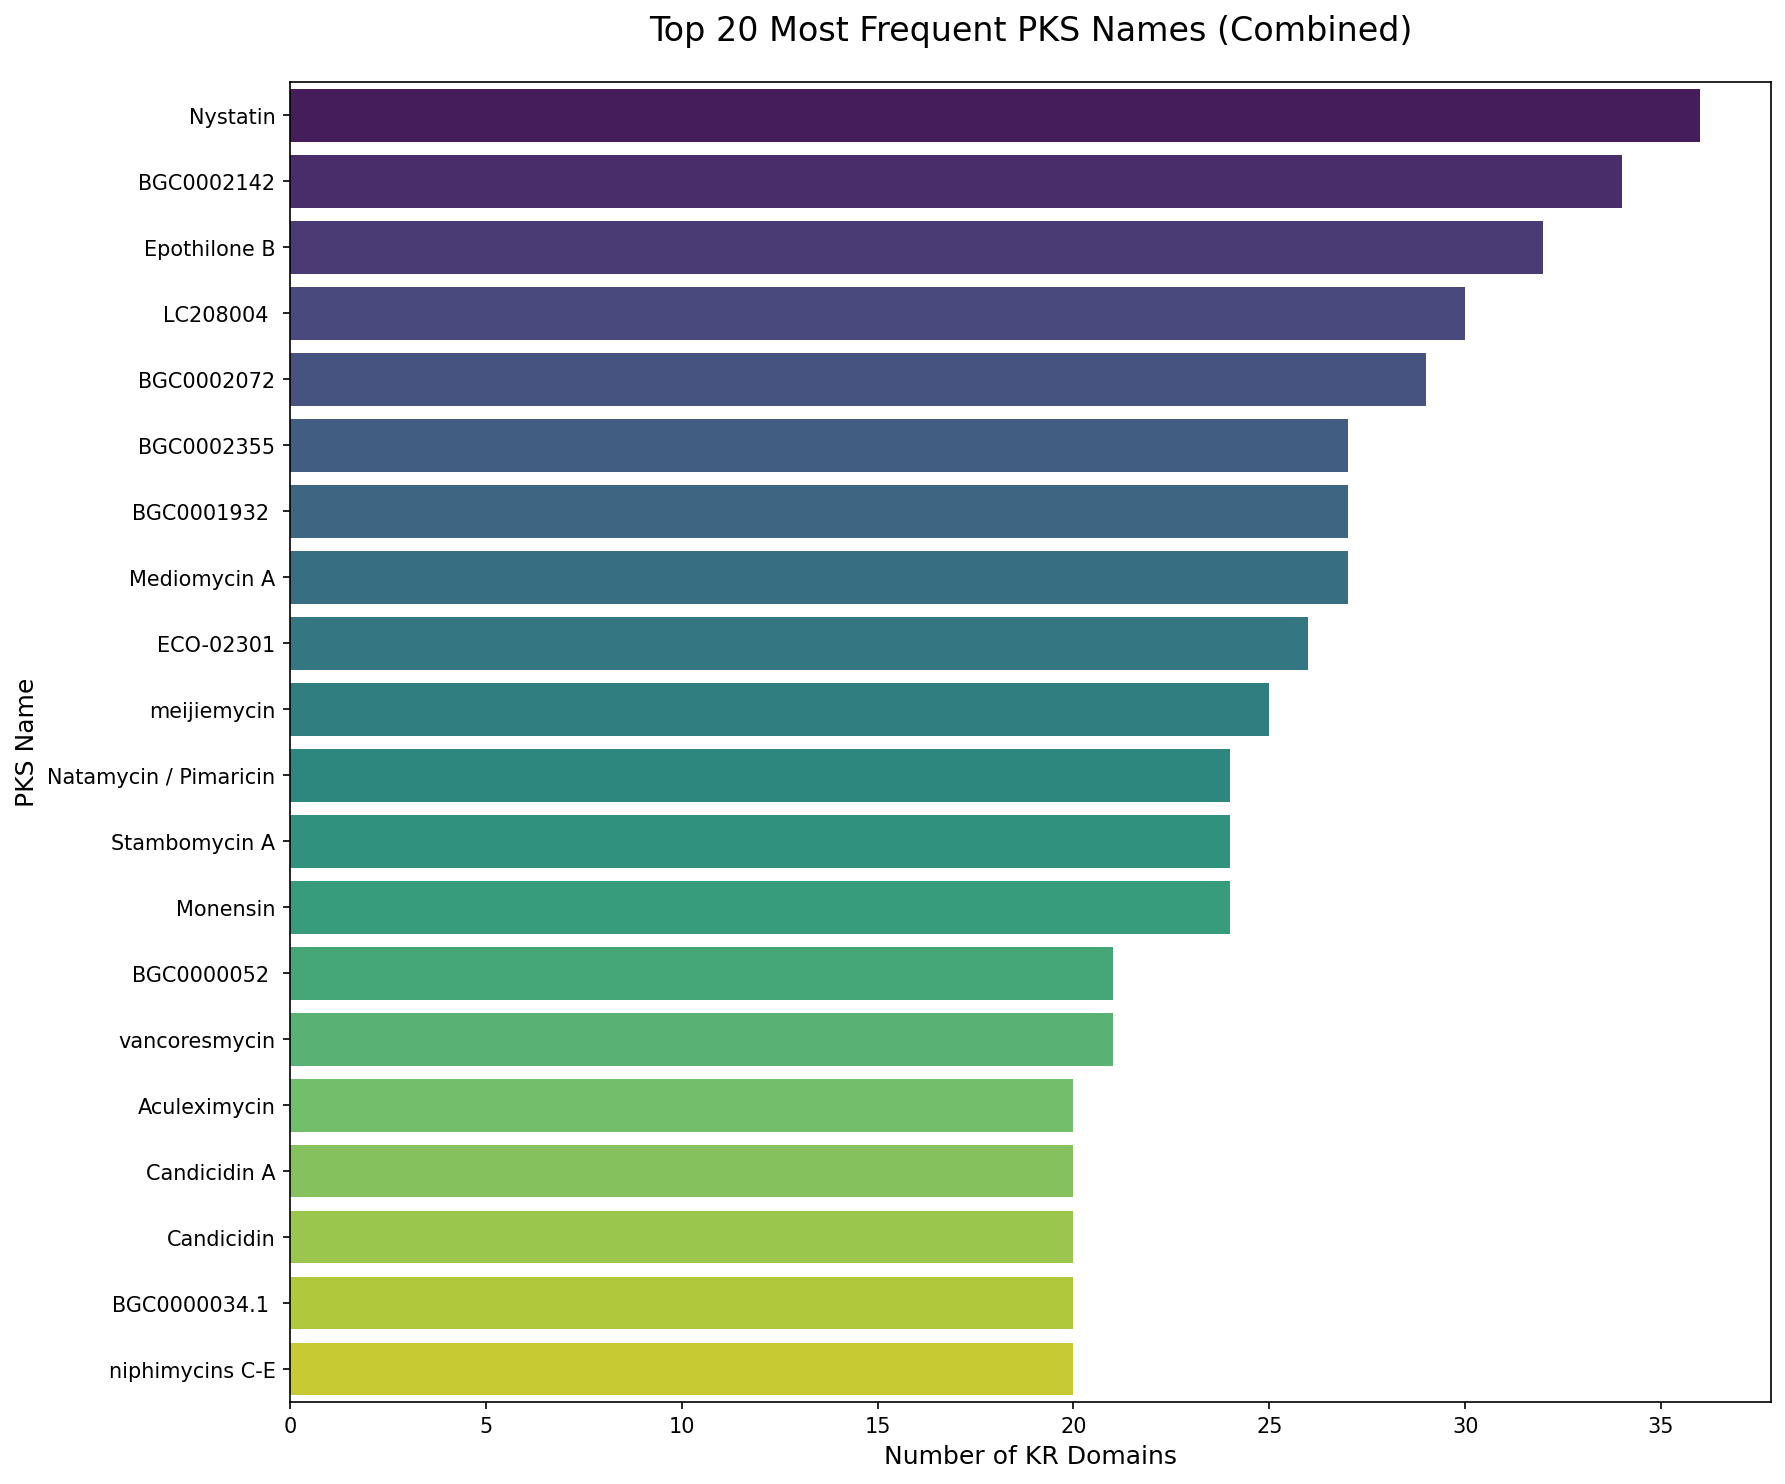 Top 20 Most Frequent PKS Names (Combined)
Nystatin
BGC0002142
Epothilone B
LC208004
BGC0002072
BGC0002355
BGC0001932
Mediomycin A
ECO-02301
meijiemycin
Natamycin / Pimaricin
Stambomycin A
Monensin
BGC0000052
vancoresmycin
Aculeximycin
Candicidin A
Candicidin
BGC0000034.1
niphimycins C-E
PKS Name
0 5 10 15 20 25 30 35
Number of KR Domains